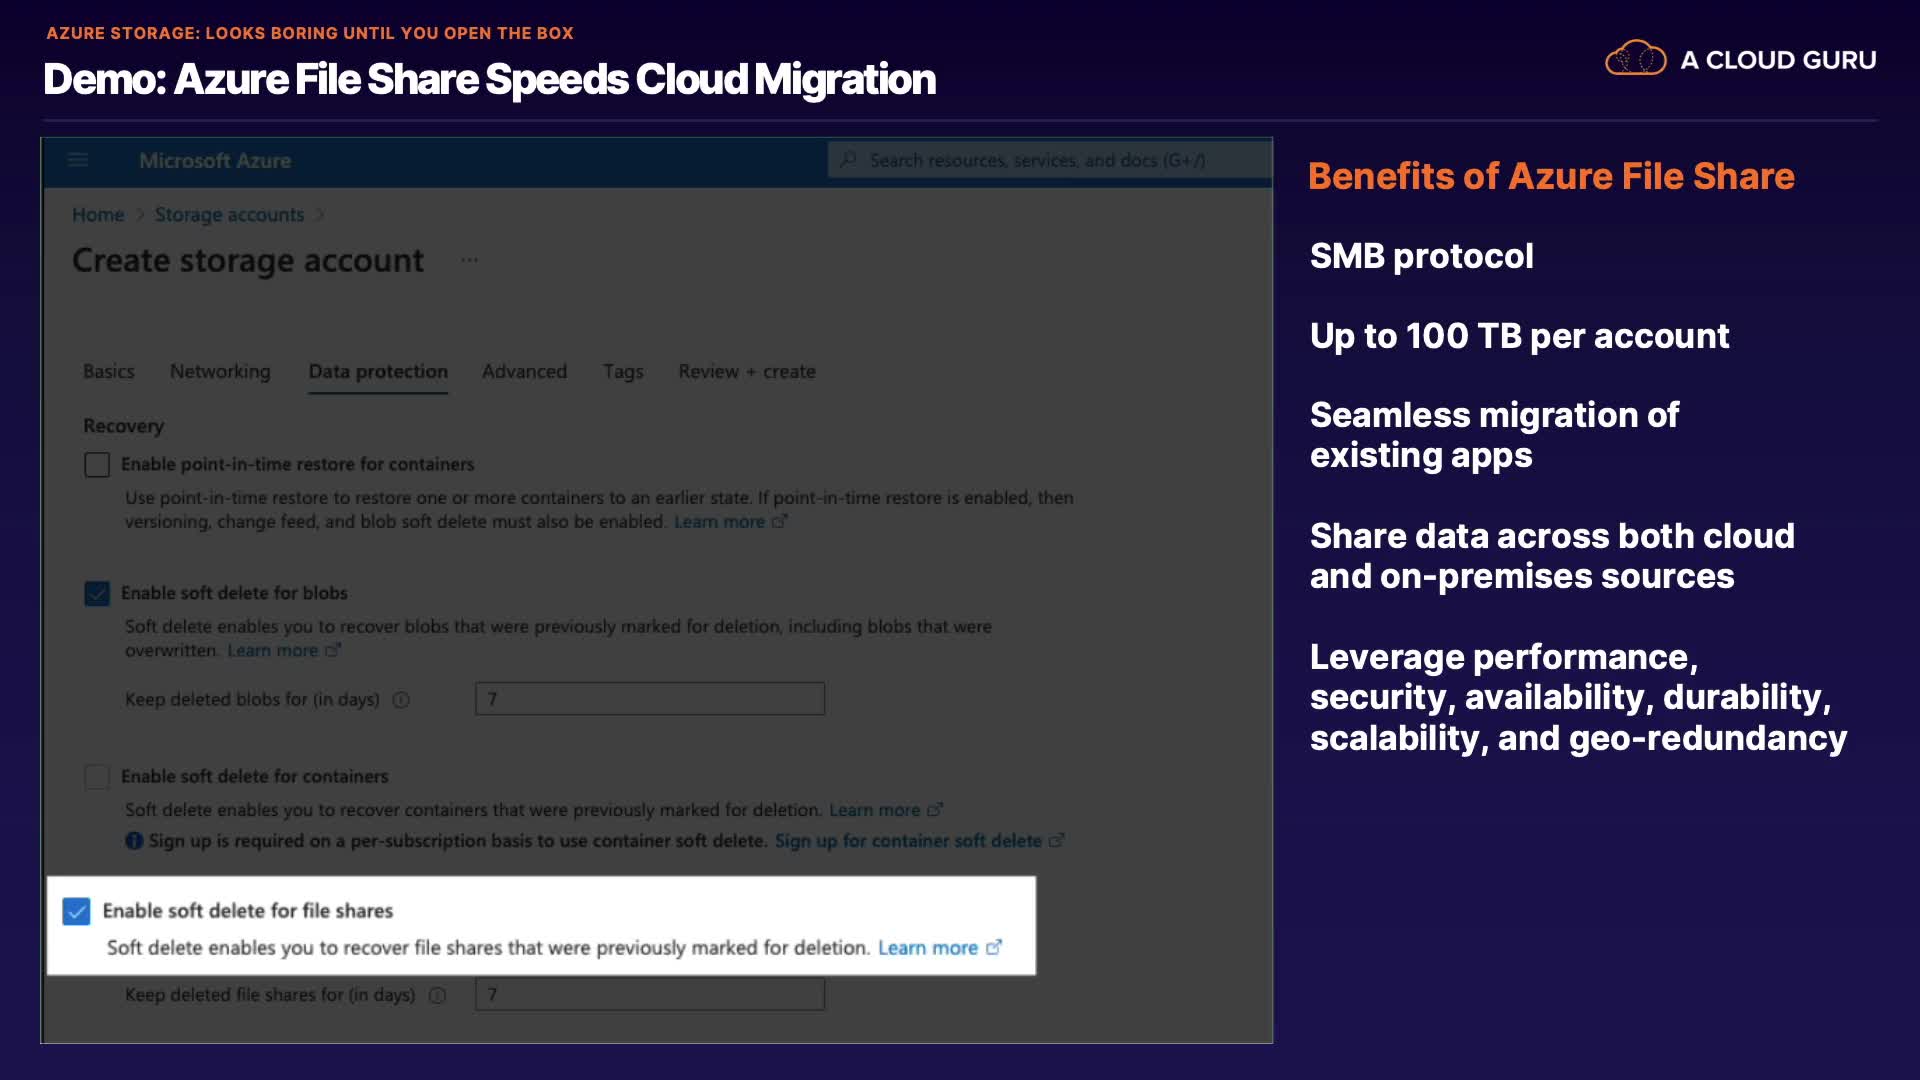 AZURE STORAGE: LOOKS BORING UNTIL YOU OPEN THE BOX
Demo: Azure File Share Speeds Cloud Migration
A CLOUD GURU
Microsoft Azure
Search resources, services, and docs (G+/)
Home > Storage accounts >
Create storage account ...
Basics Networking Data protection Advanced Tags Review + create
Recovery
Enable point-in-time restore for containers
Use point-in-time restore to restore one or more containers to an earlier state. If point-in-time restore is enabled, then
versioning, change feed, and blob soft delete must also be enabled. Learn more
Enable soft delete for blobs
Soft delete enables you to recover blobs that were previously marked for deletion, including blobs that were
overwritten. Learn more
Keep deleted blobs for (in days) 7
Enable soft delete for containers
Soft delete enables you to recover containers that were previously marked for deletion. Learn more
Sign up is required on a per-subscription basis to use container soft delete. Sign up for container soft delete
Enable soft delete for file shares
Soft delete enables you to recover file shares that were previously marked for deletion. Learn more
Keep deleted file shares for (in days) 7
Benefits of Azure File Share
SMB protocol
Up to 100 TB per account
Seamless migration of
existing apps
Share data across both cloud
and on-premises sources
Leverage performance,
security, availability, durability,
scalability, and geo-redundancy